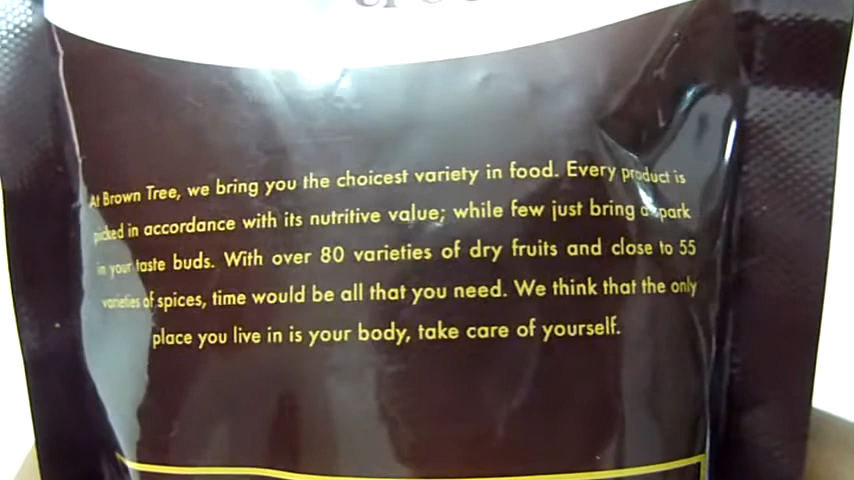 At Brown Tree, we bring you the choicest variety in food. Every product is
picked in accordance with its nutritive value; while few just bring a spark
in your taste buds. With over 80 varieties of dry fruits and close to 55
varieties of spices, time would be all that you need. We think that the only
place you live in is your body, take care of yourself.